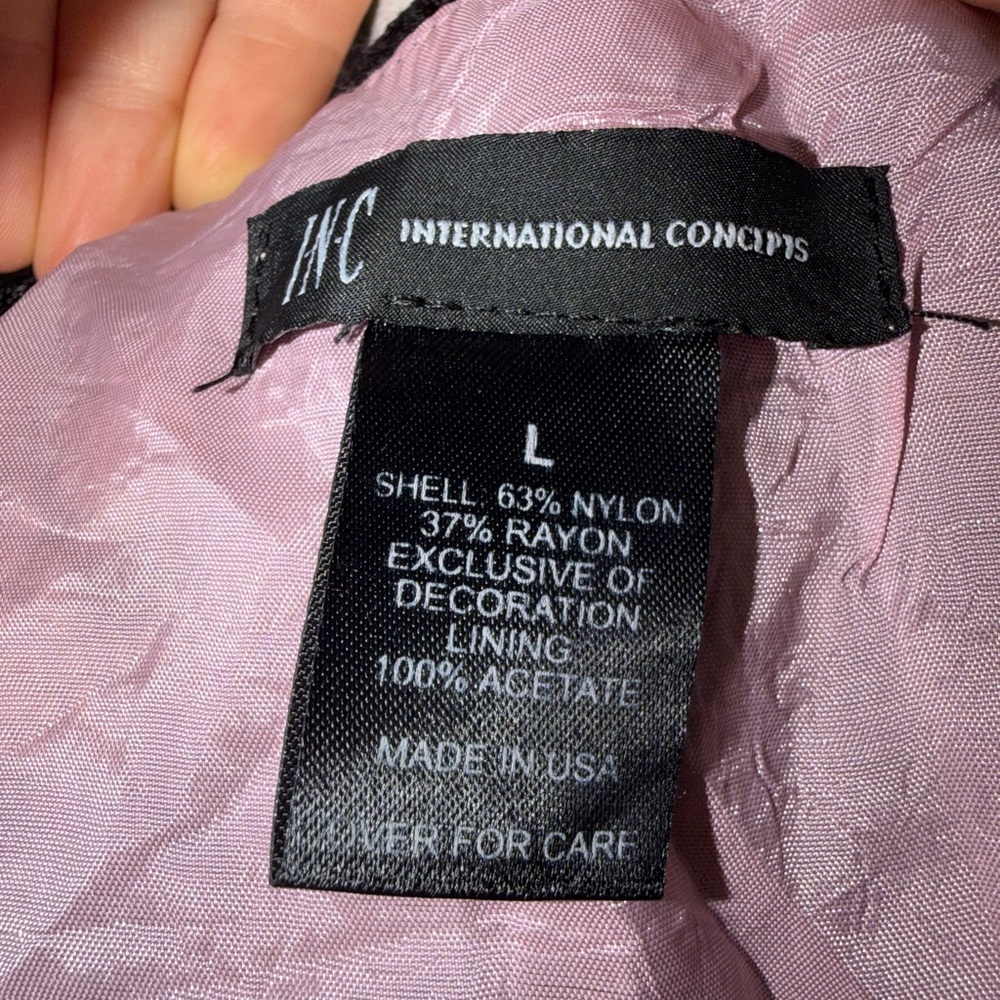 INC INTERNATIONAL CONCEPTS
L
SHELL. 63% NYLON
37% RAYON
EXCLUSIVE OF
DECORATION
LINING
100% ACETATE
MADE IN USA
OVER FOR CARE